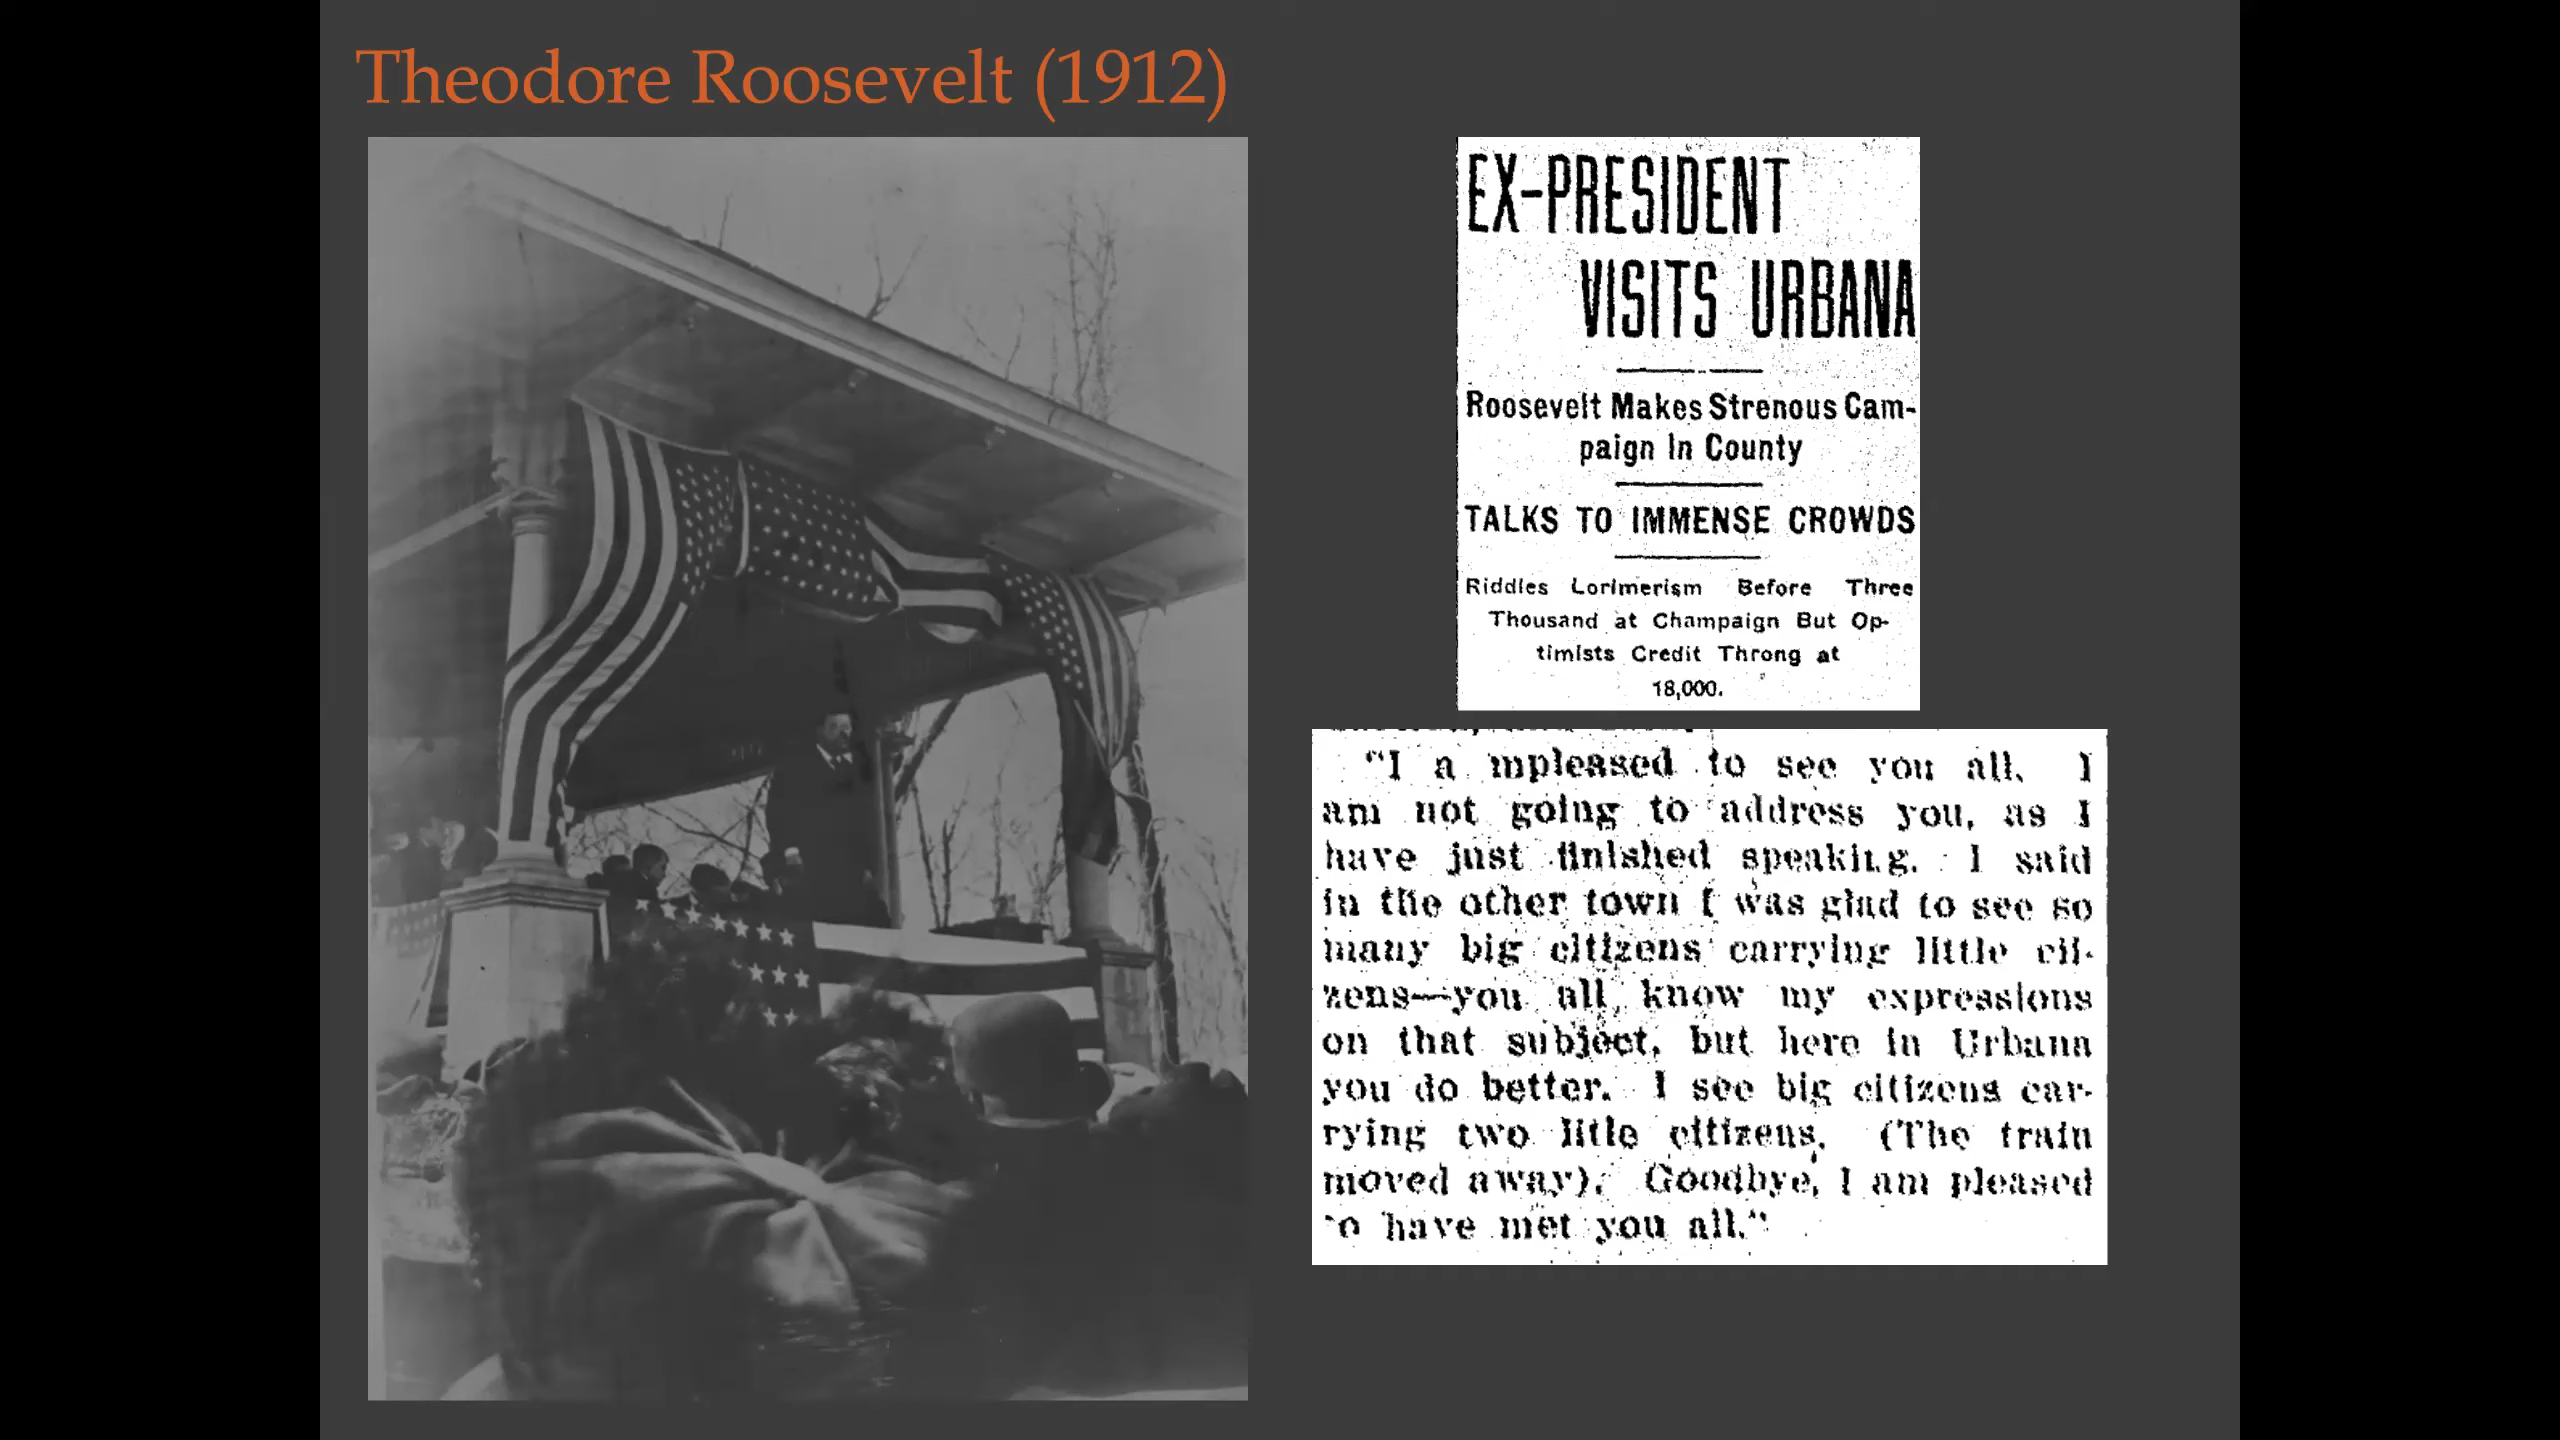 Theodore Roosevelt (1912)
EX-PRESIDENT
VISITS URBANA
Roosevelt Makes Strenous Cam-
paign In County
TALKS TO IMMENSE CROWDS
Riddles Lorimerism Before Three
Thousand at Champaign But Op-
timists Credit Throng at
18,000.
"I a mpleased to see you all. I
am not going to address you, as I
have just finished speaking. I said
in the other town I was glad to see so
many big citizens carrying little citi-
zens—you all know my expressions
on that subject, but here in Urbana
you do better. I see big citizens car-
rying two litle citizens. (The train
moved away). Goodbye, I am pleased
to have met you all."